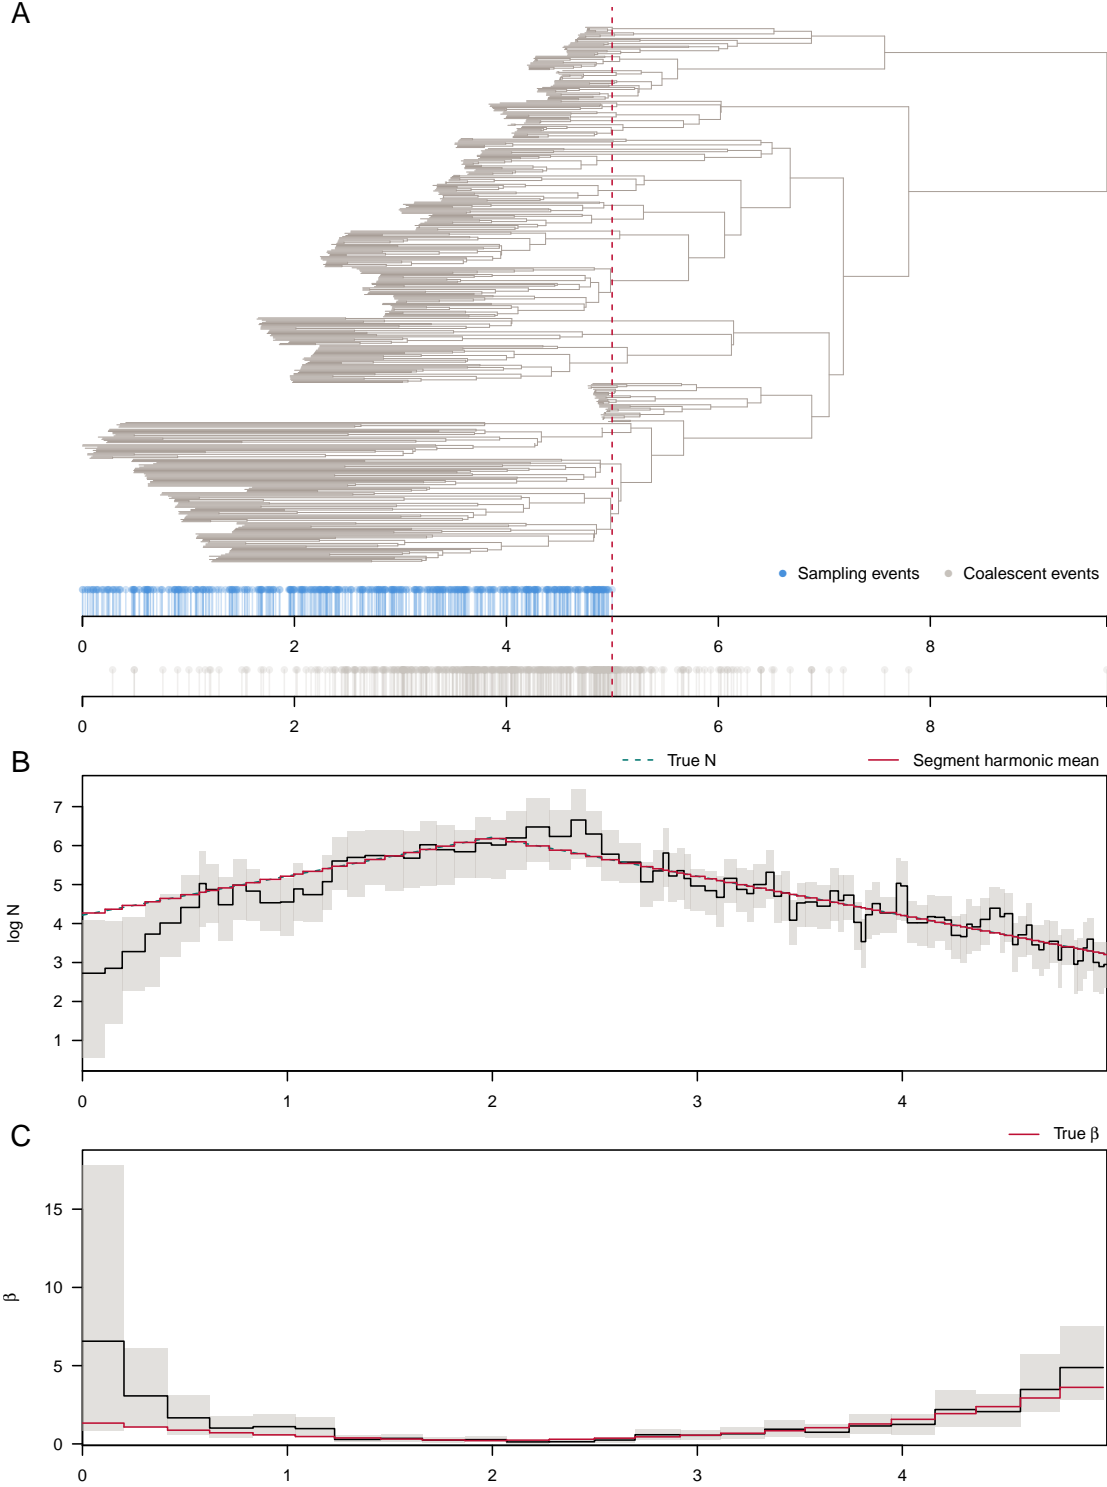 A
Sampling events Coalescent events
0 2 4 6 8
0 2 4 6 8
B
True N Segment harmonic mean
7
6
5
4
3
2
1
log N
0 1 2 3 4
C
True β
15
10
5
0
β
0 1 2 3 4